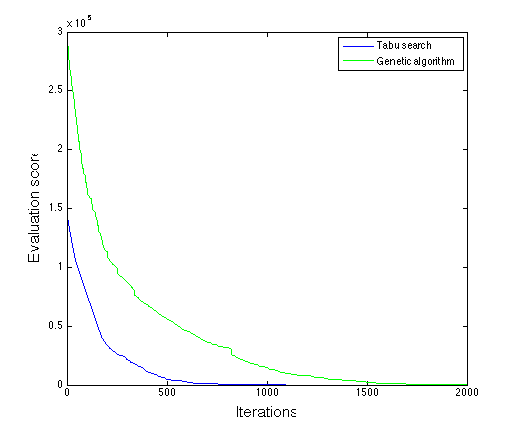 x 10^5
3
2.5
2
1.5
1
0.5
0
Evaluation score
Tabu search
Genetic algorithm
0 500 1000 1500 2000
Iterations